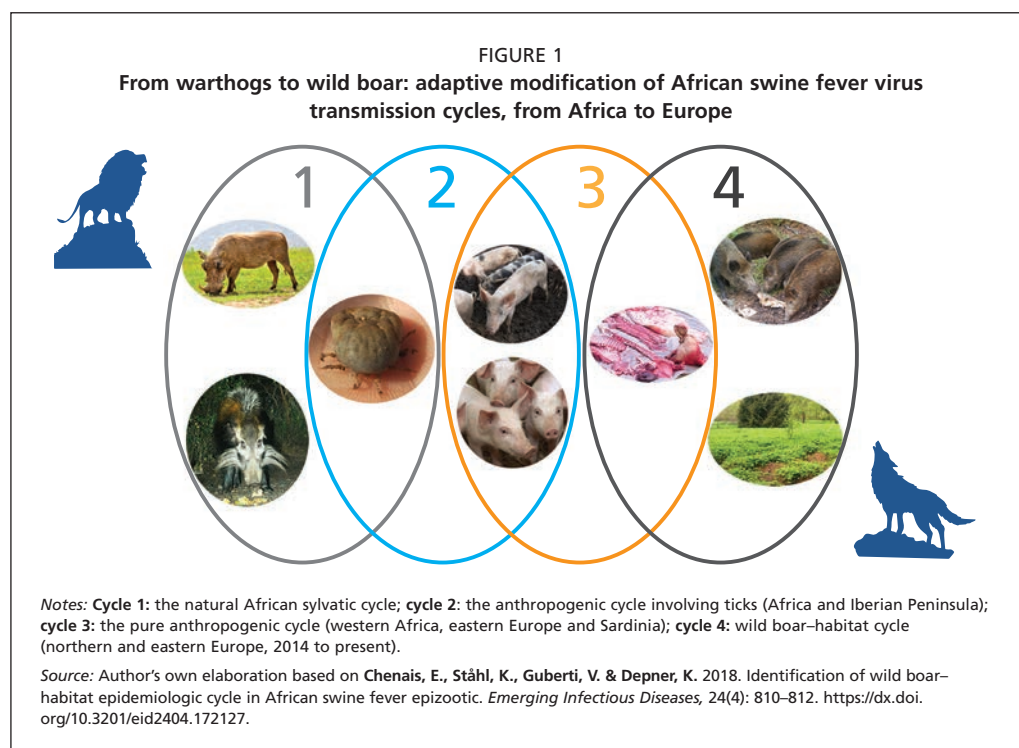 FIGURE 1
From warthogs to wild boar: adaptive modification of African swine fever virus
transmission cycles, from Africa to Europe
1 2 3 4
Notes: Cycle 1: the natural African sylvatic cycle; cycle 2: the anthropogenic cycle involving ticks (Africa and Iberian Peninsula);
cycle 3: the pure anthropogenic cycle (western Africa, eastern Europe and Sardinia); cycle 4: wild boar–habitat cycle
(northern and eastern Europe, 2014 to present).
Source: Author's own elaboration based on Chenais, E., Ståhl, K., Guberti, V. & Depner, K. 2018. Identification of wild boar–
habitat epidemiologic cycle in African swine fever epizootic. Emerging Infectious Diseases, 24(4): 810–812. https://dx.doi.
org/10.3201/eid2404.172127.